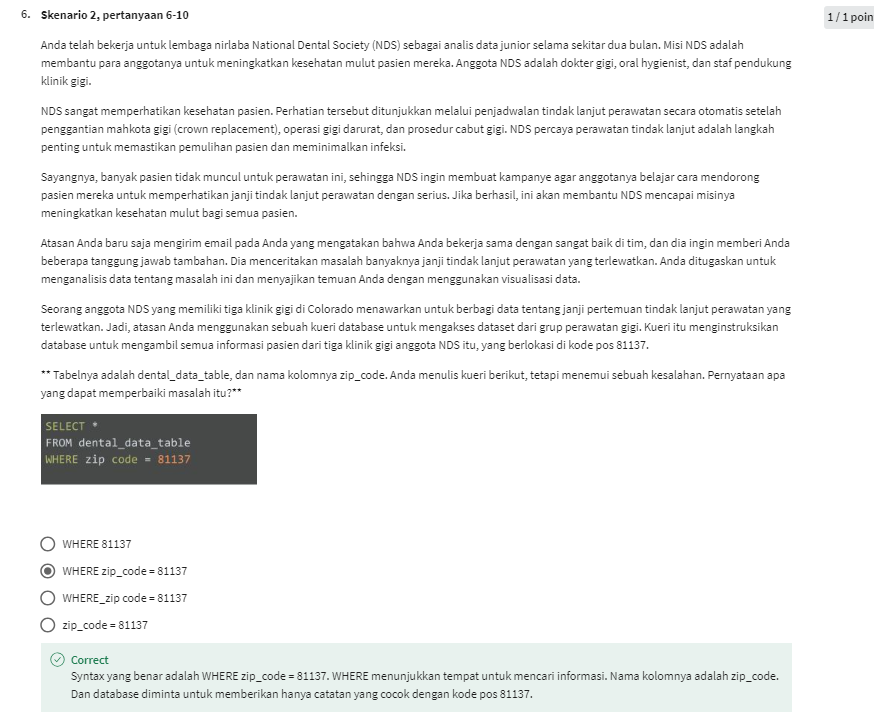 6. Skenario 2, pertanyaan 6-10
1 / 1 poin
Anda telah bekerja untuk lembaga nirlaba National Dental Society (NDS) sebagai analis data junior selama sekitar dua bulan. Misi NDS adalah
membantu para anggotanya untuk meningkatkan kesehatan mulut pasien mereka. Anggota NDS adalah dokter gigi, oral hygienist, dan staf pendukung
klinik gigi.
NDS sangat memperhatikan kesehatan pasien. Perhatian tersebut ditunjukkan melalui penjadwalan tindak lanjut perawatan secara otomatis setelah
penggantian mahkota gigi (crown replacement), operasi gigi darurat, dan prosedur cabut gigi. NDS percaya perawatan tindak lanjut adalah langkah
penting untuk memastikan pemulihan pasien dan meminimalkan infeksi.
Sayangnya, banyak pasien tidak muncul untuk perawatan ini, sehingga NDS ingin membuat kampanye agar anggotanya belajar cara mendorong
pasien mereka untuk memperhatikan janji tindak lanjut perawatan dengan serius. Jika berhasil, ini akan membantu NDS mencapai misinya
meningkatkan kesehatan mulut bagi semua pasien.
Atasan Anda baru saja mengirim email pada Anda yang mengatakan bahwa Anda bekerja sama dengan sangat baik di tim, dan dia ingin memberi Anda
beberapa tanggung jawab tambahan. Dia menceritakan masalah banyaknya janji tindak lanjut perawatan yang terlewatkan. Anda ditugaskan untuk
menganalisis data tentang masalah ini dan menyajikan temuan Anda dengan menggunakan visualisasi data.
Seorang anggota NDS yang memiliki tiga klinik gigi di Colorado menawarkan untuk berbagi data tentang janji pertemuan tindak lanjut perawatan yang
terlewatkan. Jadi, atasan Anda menggunakan sebuah kueri database untuk mengakses dataset dari grup perawatan gigi. Kueri itu menginstruksikan
database untuk mengambil semua informasi pasien dari tiga klinik gigi anggota NDS itu, yang berlokasi di kode pos 81137.
** Tabelnya adalah dental_data_table, dan nama kolomnya zip_code. Anda menulis kueri berikut, tetapi menemui sebuah kesalahan. Pernyataan apa
yang dapat memperbaiki masalah itu?**
SELECT *
FROM dental_data_table
WHERE zip code = 81137
WHERE 81137
WHERE zip_code = 81137
WHERE_zip code = 81137
zip_code = 81137
Correct
Syntax yang benar adalah WHERE zip_code = 81137. WHERE menunjukkan tempat untuk mencari informasi. Nama kolomnya adalah zip_code.
Dan database diminta untuk memberikan hanya catatan yang cocok dengan kode pos 81137.